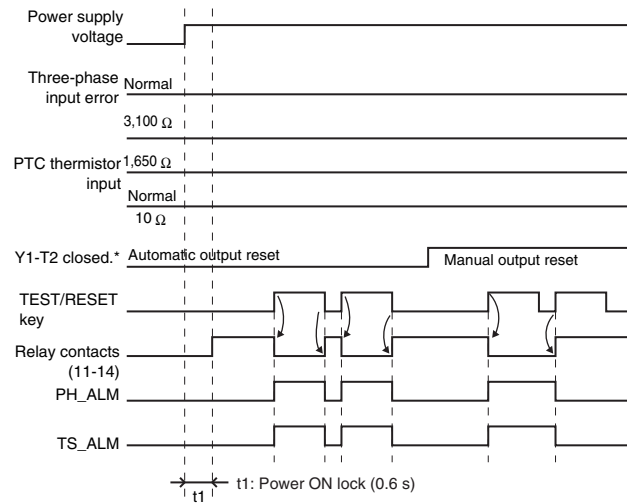 Power supply
voltage
Three-phase
input error
Normal
3,100 Ω
PTC thermistor
input
1,650 Ω
Normal
10 Ω
Y1-T2 closed.*
Automatic output reset
Manual output reset
TEST/RESET
key
Relay contacts
(11-14)
PH_ALM
TS_ALM
t1
t1: Power ON lock (0.6 s)